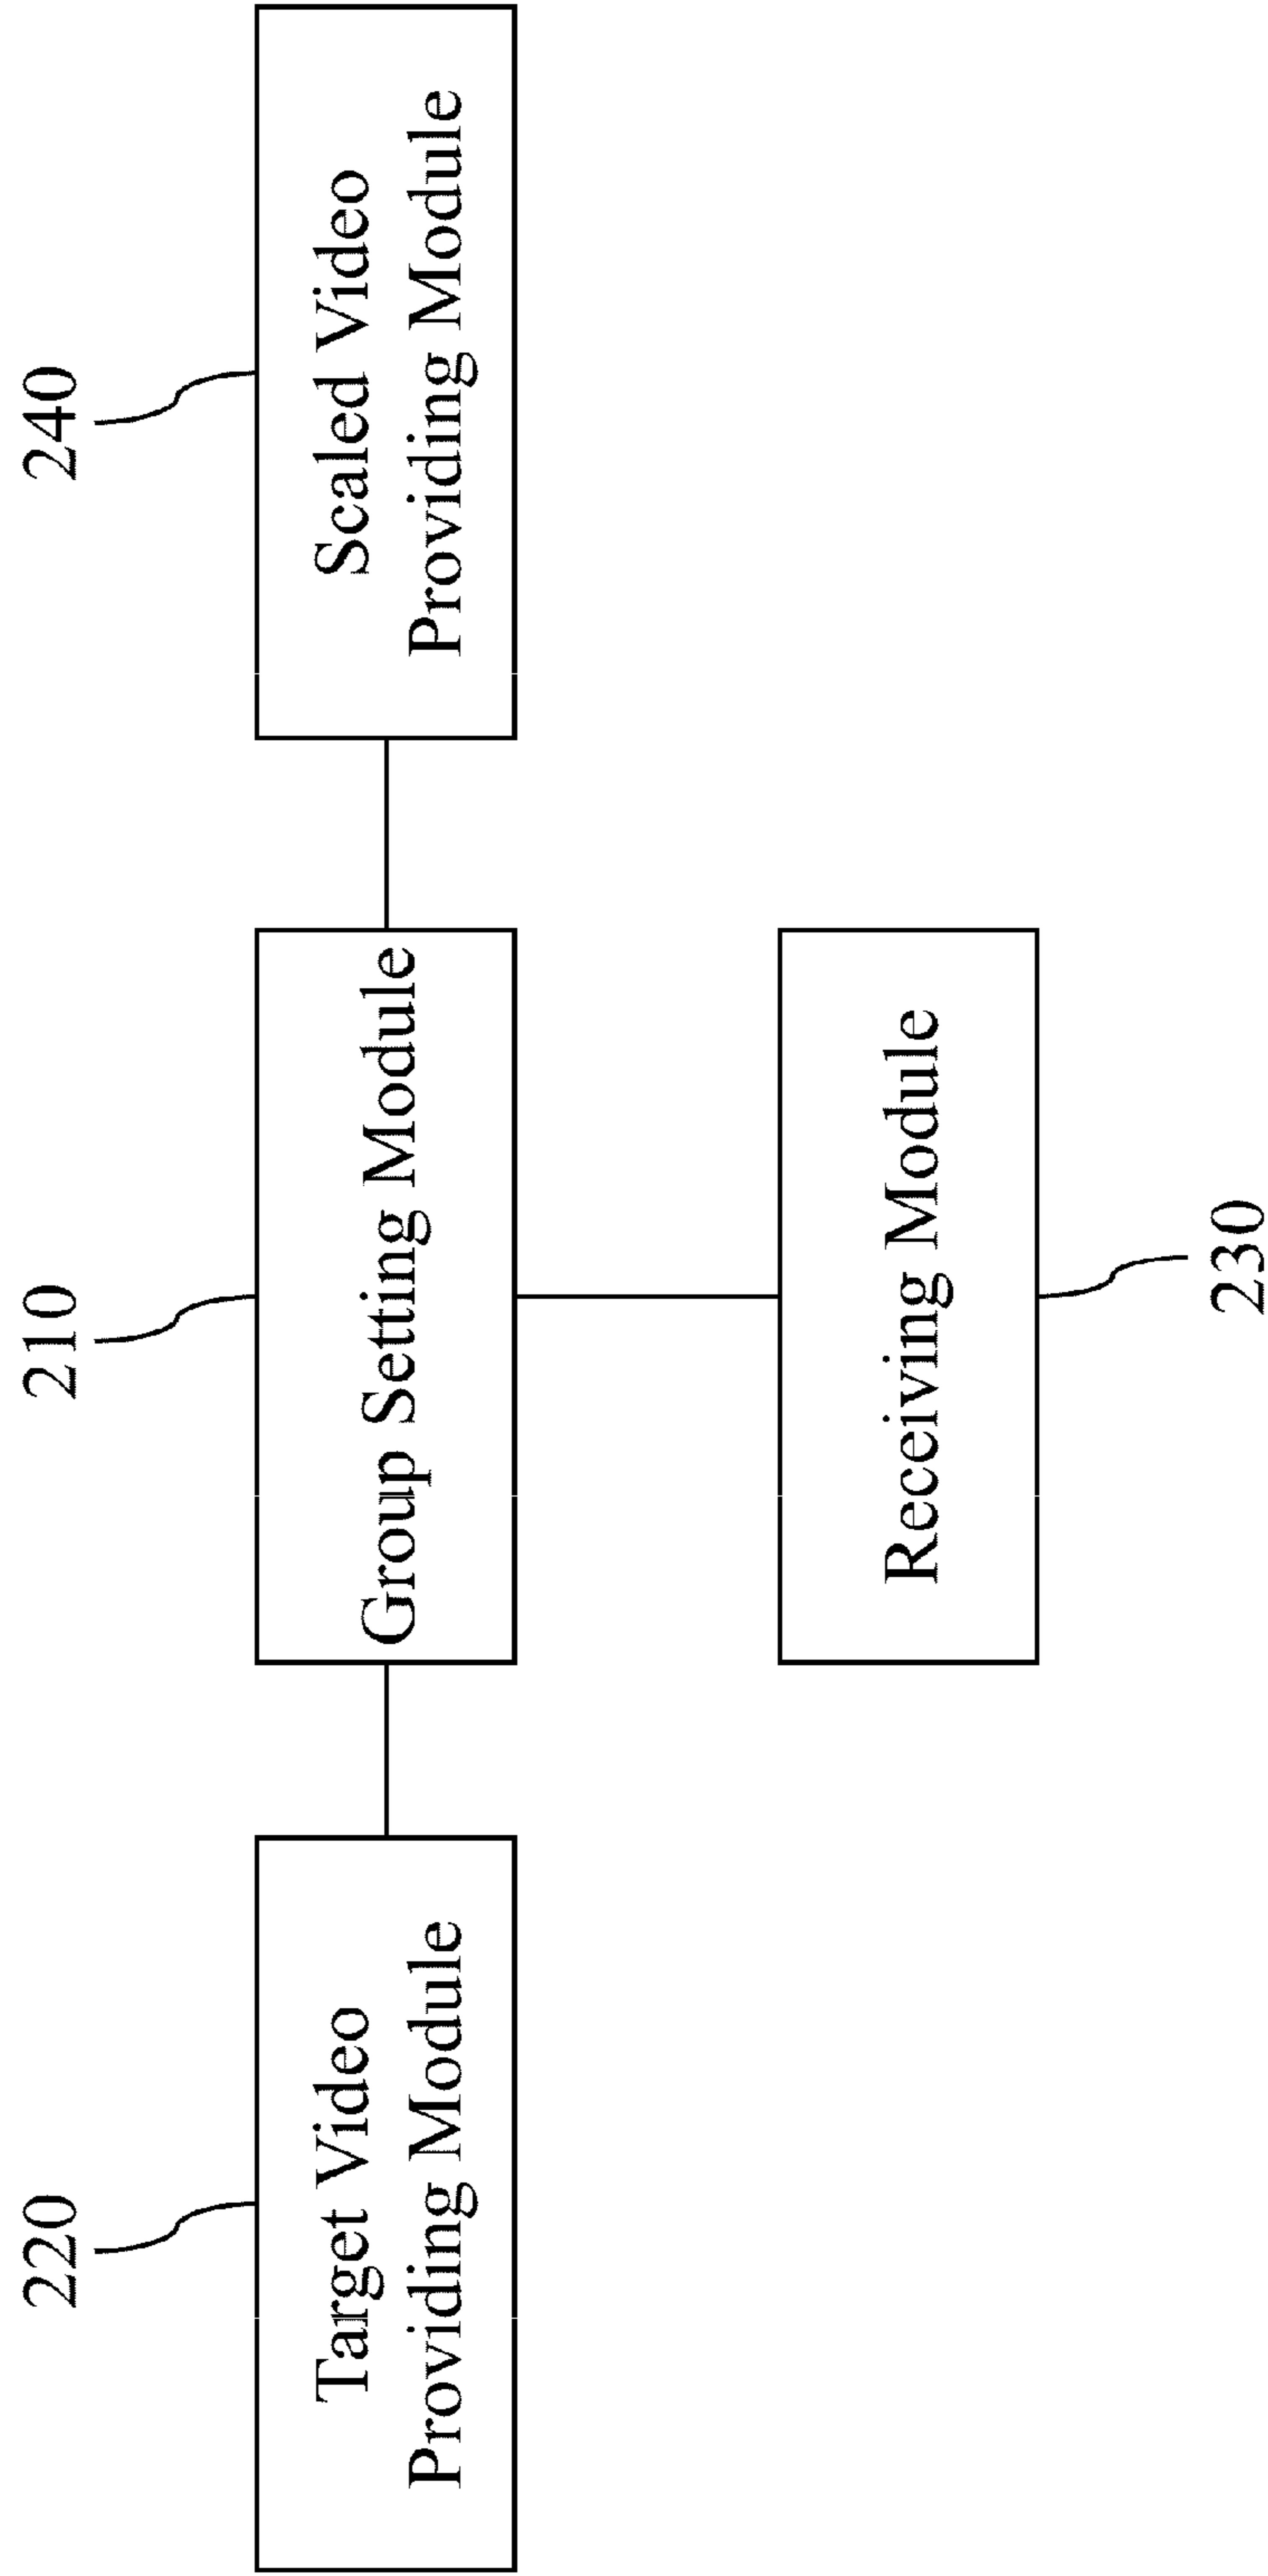 220
210
240
Target Video
Providing Module
Group Setting Module
Scaled Video
Providing Module
Receiving Module
230